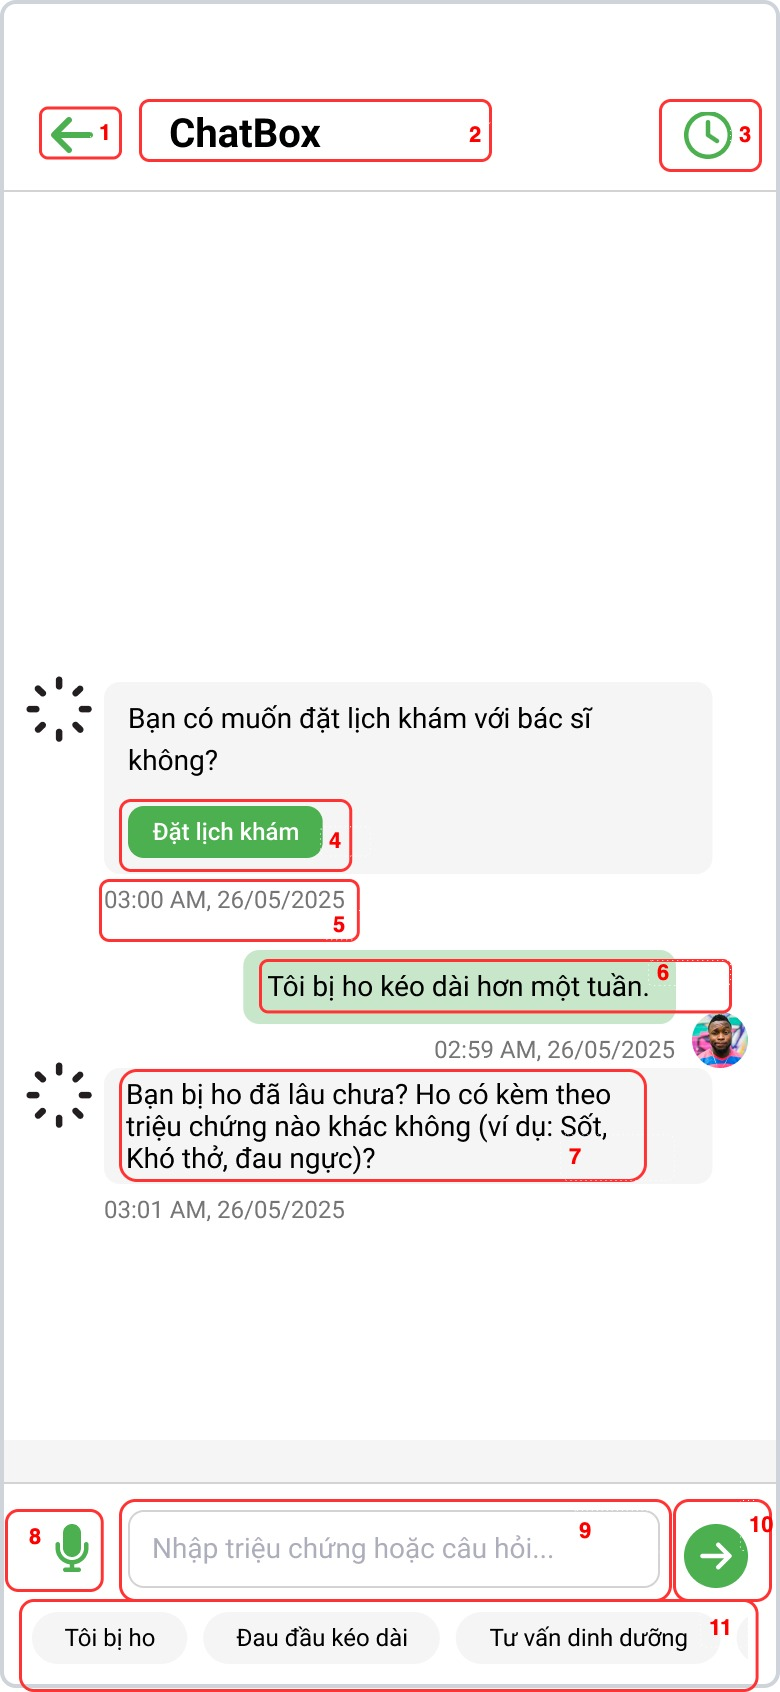 1
ChatBox 2
3
Bạn có muốn đặt lịch khám với bác sĩ
không?
Đặt lịch khám 4
03:00 AM, 26/05/2025
5
6
Tôi bị ho kéo dài hơn một tuần.
02:59 AM, 26/05/2025
Bạn bị ho đã lâu chưa? Ho có kèm theo
triệu chứng nào khác không (ví dụ: Sốt,
Khó thở, đau ngực)? 7
03:01 AM, 26/05/2025
8
Nhập triệu chứng hoặc câu hỏi... 9
10
Tôi bị ho
Đau đầu kéo dài
Tư vấn dinh dưỡng 11